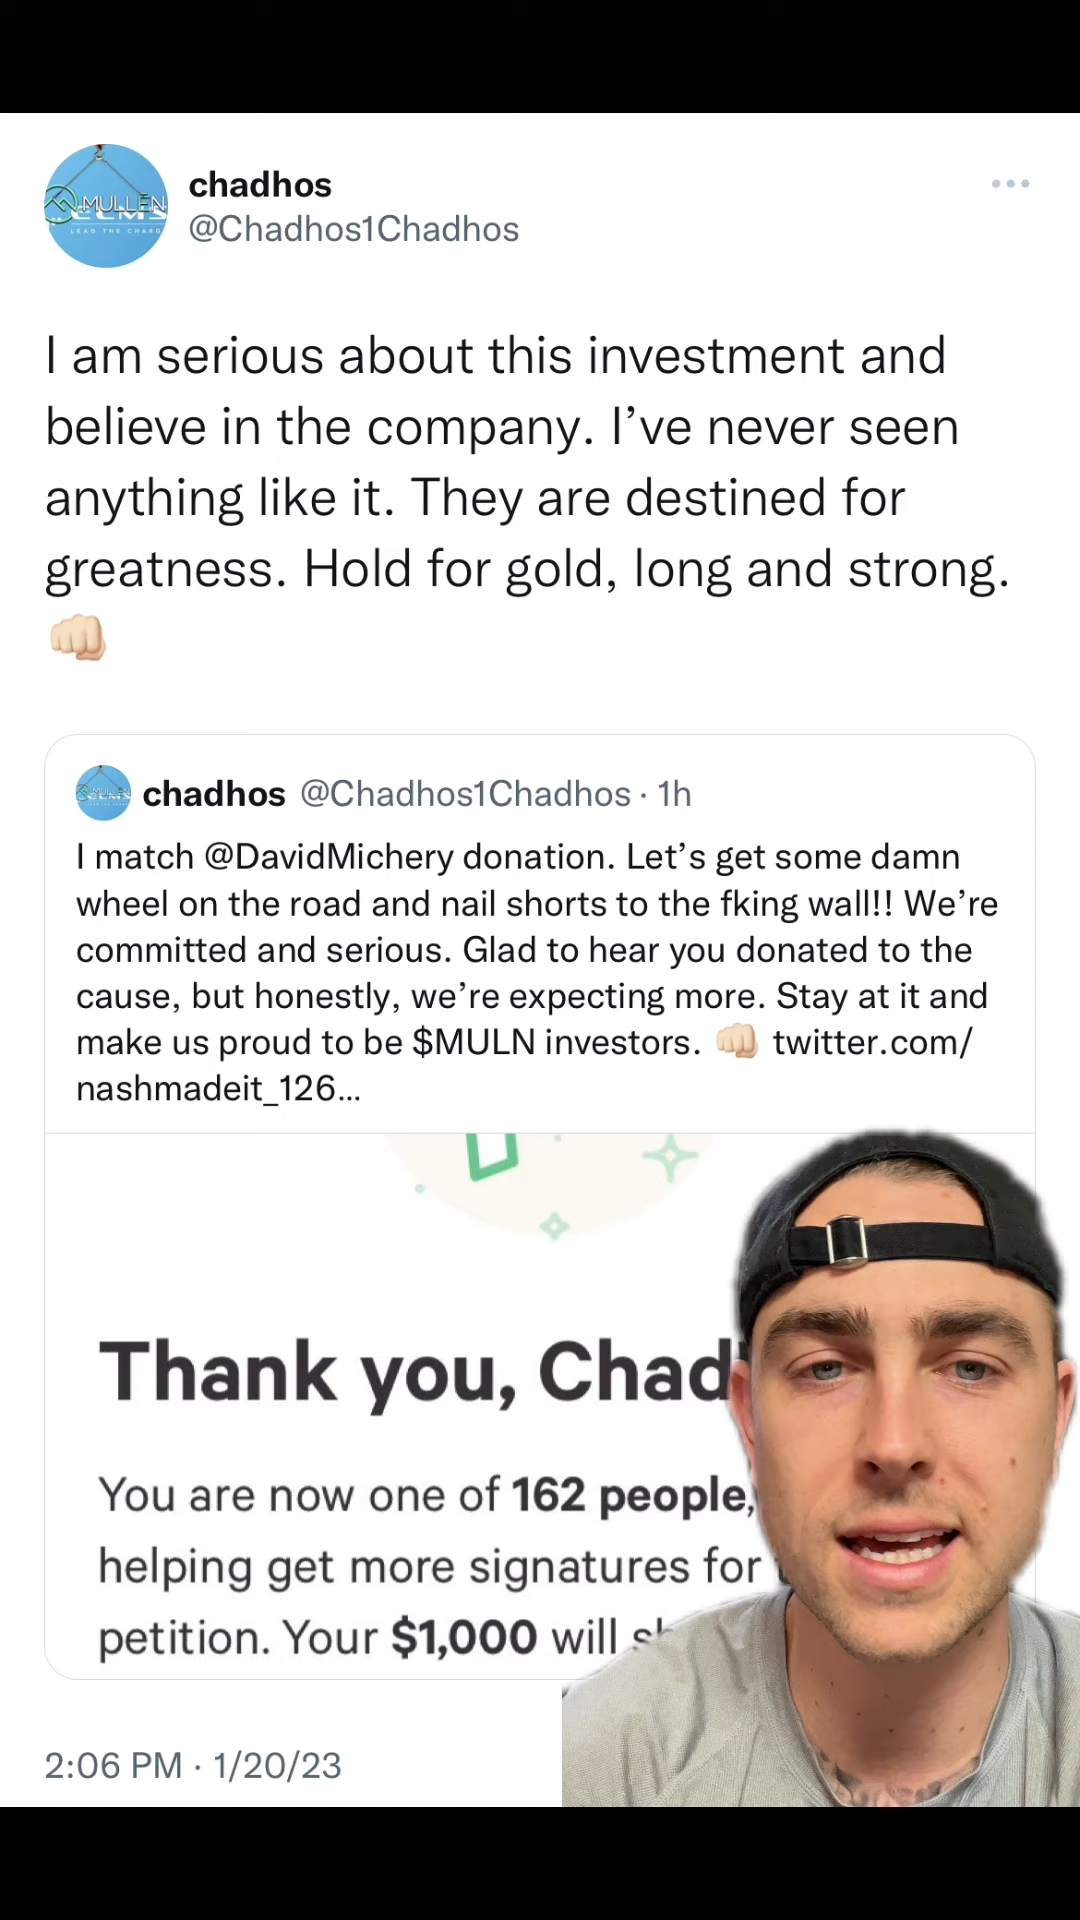 MULLEN
LEAD THE CHARG
chadhos
@Chadhos1Chadhos
I am serious about this investment and
believe in the company. I’ve never seen
anything like it. They are destined for
greatness. Hold for gold, long and strong.
👊🏻
chadhos @Chadhos1Chadhos · 1h
I match @DavidMichery donation. Let’s get some damn
wheel on the road and nail shorts to the fking wall!! We’re
committed and serious. Glad to hear you donated to the
cause, but honestly, we’re expecting more. Stay at it and
make us proud to be $MULN investors. 👊🏻 twitter.com/
nashmadeit_126…
Thank you, Chad
You are now one of 162 people,
helping get more signatures for
petition. Your $1,000 will
2:06 PM · 1/20/23